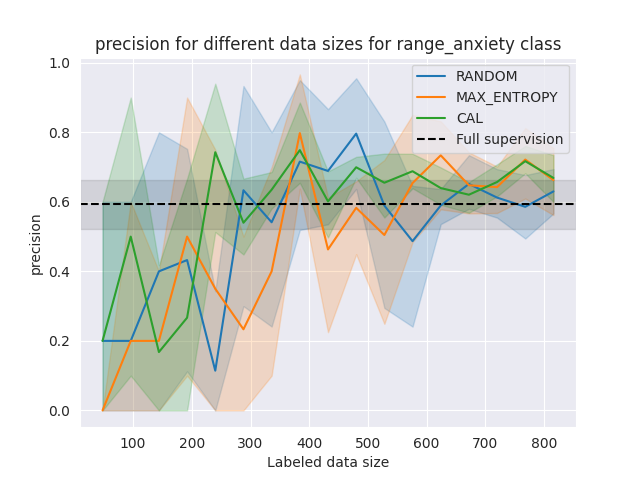 precision for different data sizes for range_anxiety class
RANDOM
MAX_ENTROPY
CAL
Full supervision
precision
1.0
0.8
0.6
0.4
0.2
0.0
100 200 300 400 500 600 700 800
Labeled data size